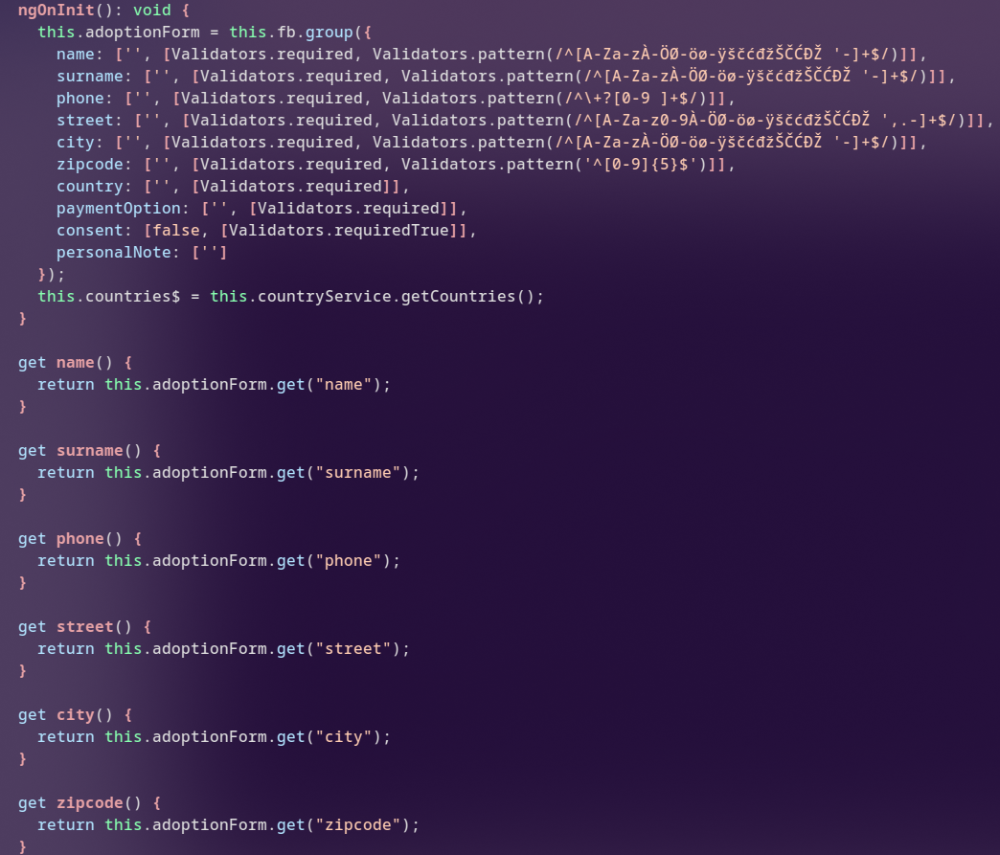 ngOnInit(): void {
  this.adoptionForm = this.fb.group({
    name: ['', [Validators.required, Validators.pattern(/^[A-Za-zÀ-ÖØ-öø-ÿščćđžŠČĆĐŽ '-]+$/)]],
    surname: ['', [Validators.required, Validators.pattern(/^[A-Za-zÀ-ÖØ-öø-ÿščćđžŠČĆĐŽ '-]+$/)]],
    phone: ['', [Validators.required, Validators.pattern(/^\+?[0-9 ]+$/)]],
    street: ['', [Validators.required, Validators.pattern(/^[A-Za-z0-9À-ÖØ-öø-ÿščćđžŠČĆĐŽ ',.-]+$/)]],
    city: ['', [Validators.required, Validators.pattern(/^[A-Za-zÀ-ÖØ-öø-ÿščćđžŠČĆĐŽ '-]+$/)]],
    zipcode: ['', [Validators.required, Validators.pattern('^[0-9]{5}$')]],
    country: ['', [Validators.required]],
    paymentOption: ['', [Validators.required]],
    consent: [false, [Validators.requiredTrue]],
    personalNote: ['']
  });
  this.countries$ = this.countryService.getCountries();
}

get name() {
  return this.adoptionForm.get("name");
}

get surname() {
  return this.adoptionForm.get("surname");
}

get phone() {
  return this.adoptionForm.get("phone");
}

get street() {
  return this.adoptionForm.get("street");
}

get city() {
  return this.adoptionForm.get("city");
}

get zipcode() {
  return this.adoptionForm.get("zipcode");
}